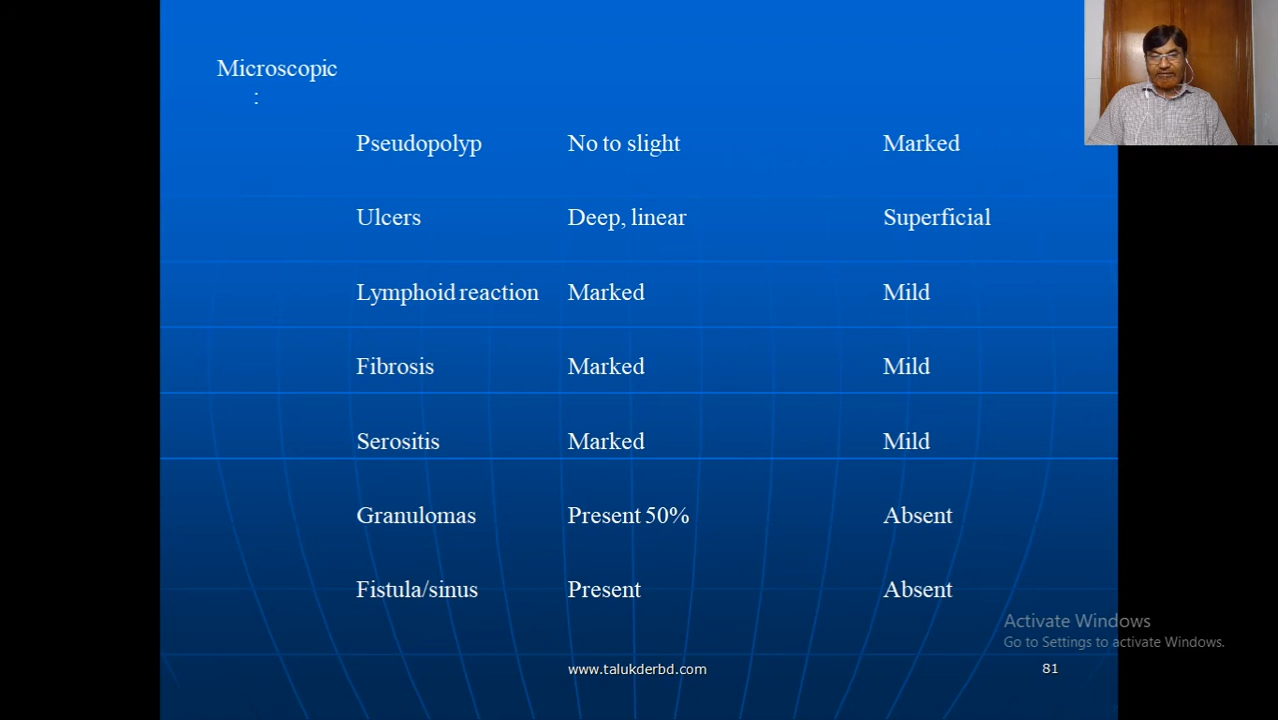 Microscopic
:
Pseudopolyp No to slight Marked
Ulcers Deep, linear Superficial
Lymphoid reaction Marked Mild
Fibrosis Marked Mild
Serositis Marked Mild
Granulomas Present 50% Absent
Fistula/sinus Present Absent
Activate Windows
Go to Settings to activate Windows.
www.talukderbd.com 81